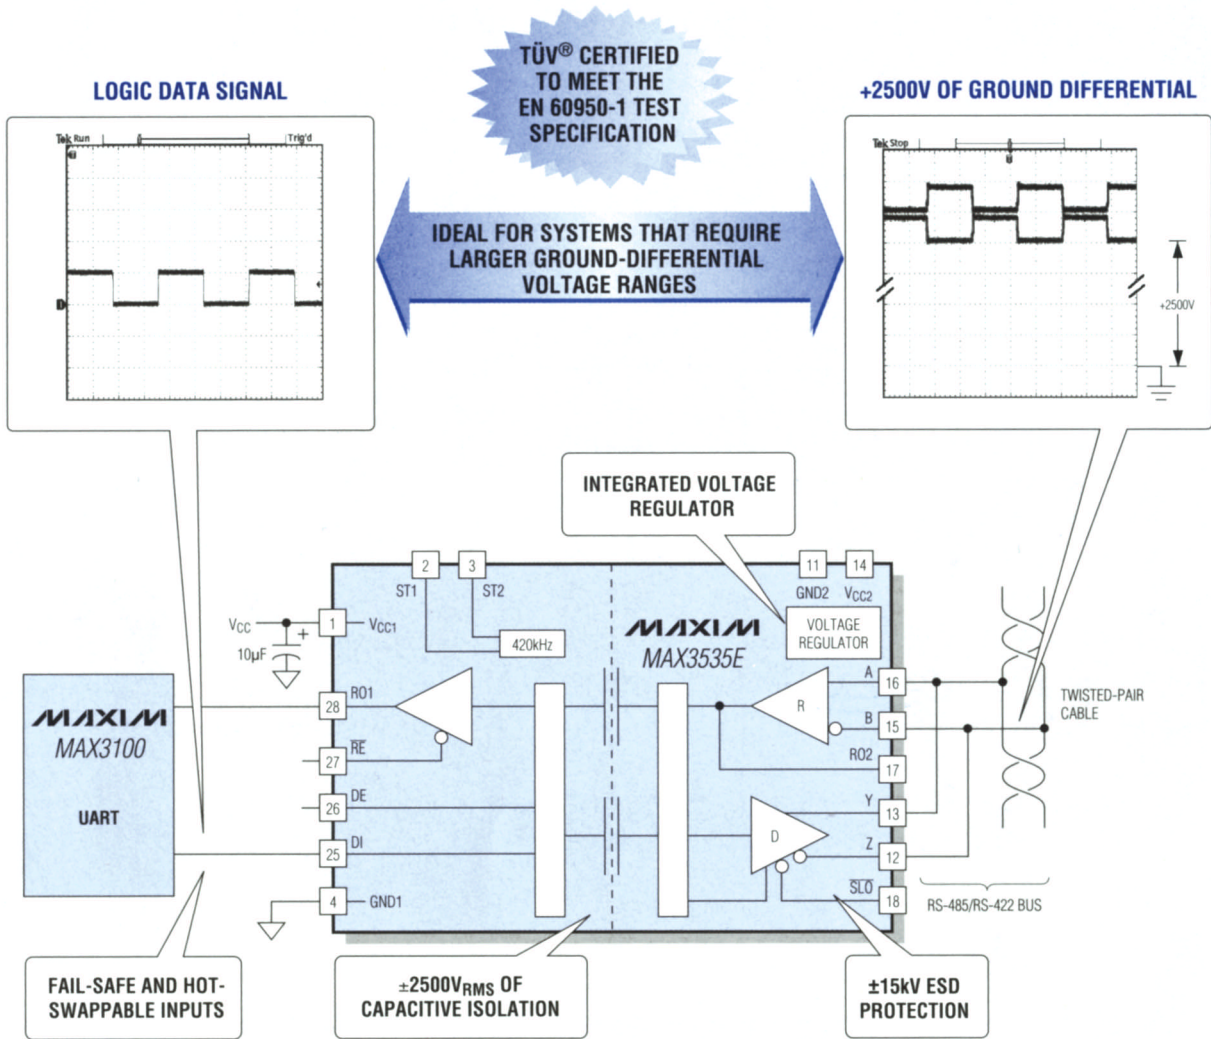 TÜV® CERTIFIED
TO MEET THE
EN 60950-1 TEST
SPECIFICATION
LOGIC DATA SIGNAL
+2500V OF GROUND DIFFERENTIAL
Tek Run
Trig'd
D
Tek Stop
+2500V
IDEAL FOR SYSTEMS THAT REQUIRE
LARGER GROUND-DIFFERENTIAL
VOLTAGE RANGES
INTEGRATED VOLTAGE
REGULATOR
2
3
11
14
ST1
ST2
GND2
VCC2
VCC
1
VCC1
10µF
+
420kHz
MAXIM
MAX3535E
VOLTAGE
REGULATOR
MAXIM
MAX3100
UART
28
RO1
27
RE
26
DE
25
DI
4
GND1
R
D
A
16
B
15
RO2
17
Y
13
Z
12
SLO
18
TWISTED-PAIR
CABLE
RS-485/RS-422 BUS
FAIL-SAFE AND HOT-
SWAPPABLE INPUTS
±2500VRMS OF
CAPACITIVE ISOLATION
±15kV ESD
PROTECTION